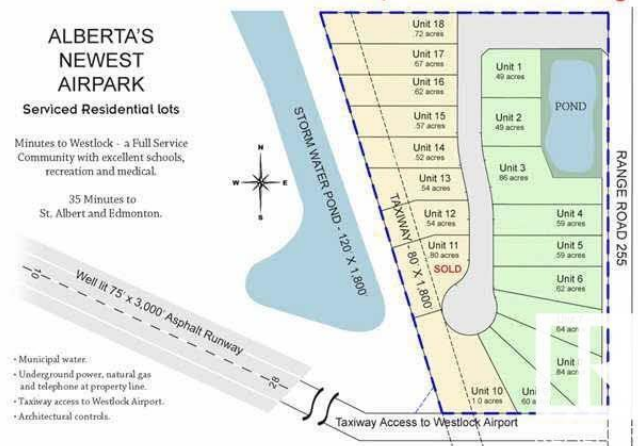 ALBERTA'S
NEWEST
AIRPARK
Serviced Residential lots
Minutes to Westlock - a Full Service
Community with excellent schools,
recreation and medical.
35 Minutes to
St. Albert and Edmonton.
N
W E
S
STORM WATER POND - 120' X 1,800'
TAXIWAY - 80' X 1,800'
Unit 18
.72 acres
Unit 17
.67 acres
Unit 16
.62 acres
Unit 15
.57 acres
Unit 14
.52 acres
Unit 13
.54 acres
Unit 12
.54 acres
Unit 11
.80 acres
SOLD
Unit 10
1.0 acres
Unit 1
.49 acres
Unit 2
.49 acres
Unit 3
.86 acres
Unit 4
.59 acres
Unit 5
.59 acres
Unit 6
.62 acres
.64 acres
Unit
.84 acres
.60
POND
RANGE ROAD 255
10
Well lit 75' x 3,000' Asphalt Runway
28
• Municipal water.
• Underground power, natural gas
and telephone at property line.
• Taxiway access to Westlock Airport.
• Architectural controls.
Taxiway Access to Westlock Airport